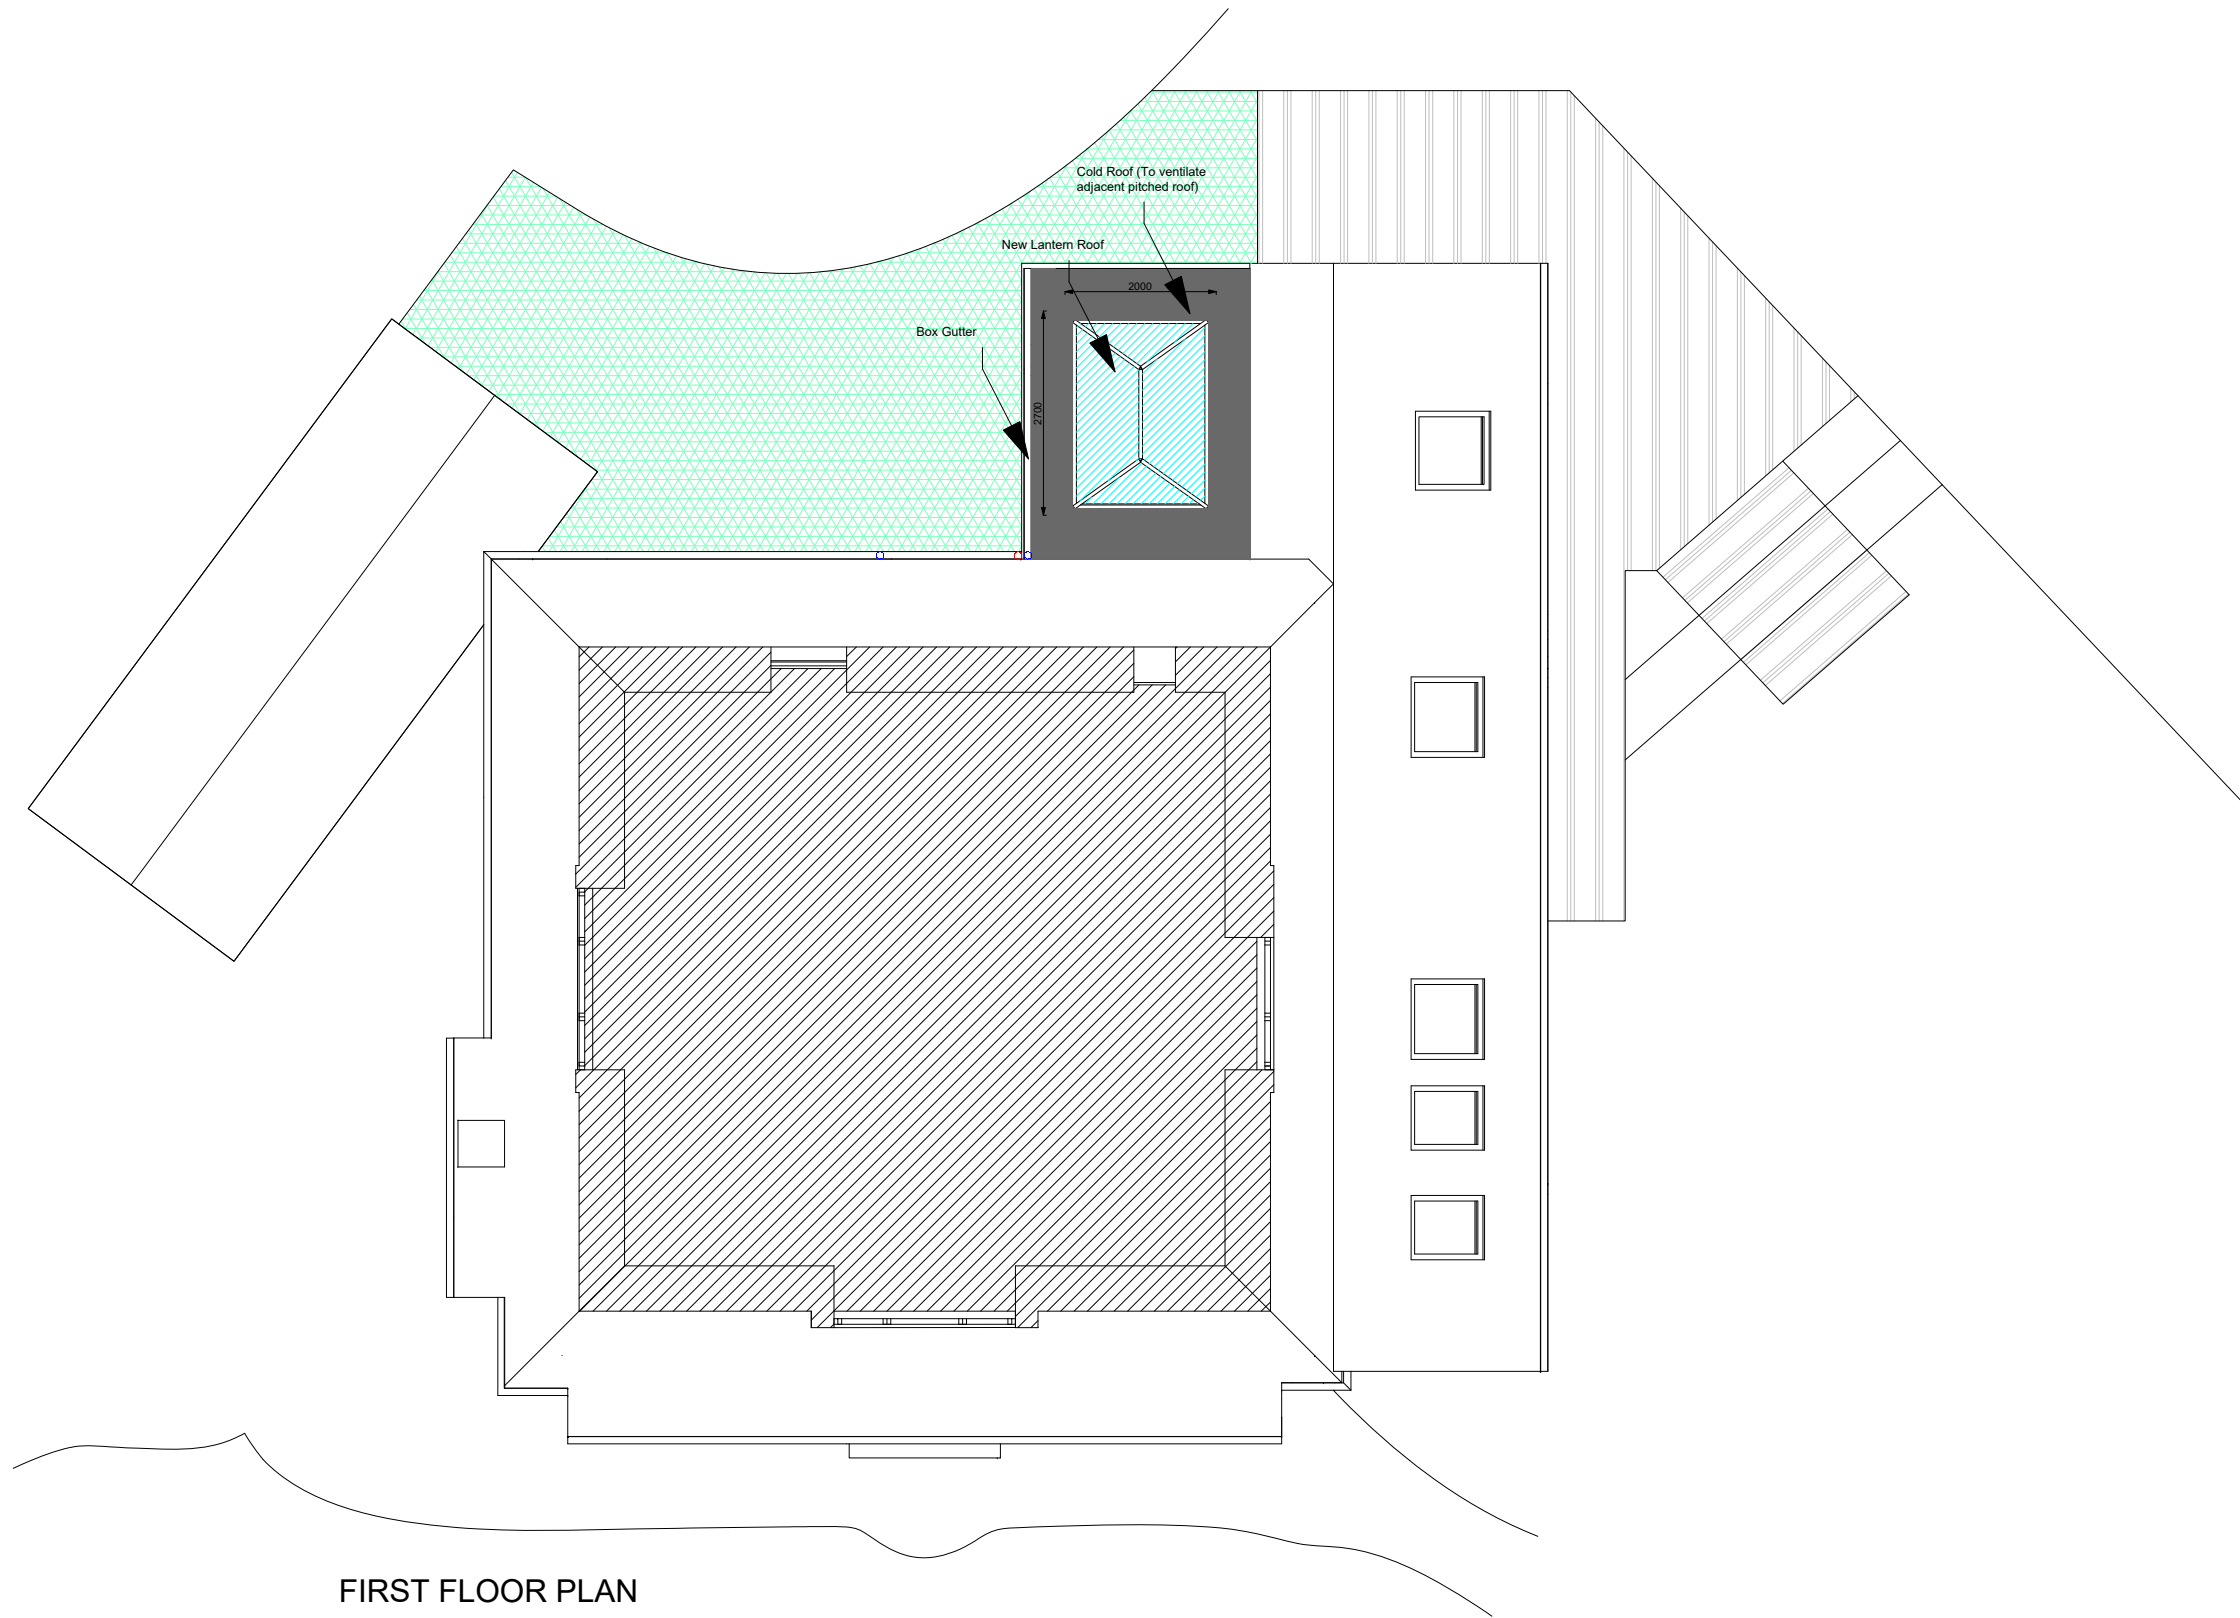 Cold Roof (To ventilate
adjacent pitched roof)
New Lantern Roof
2000
Box Gutter
2700
FIRST FLOOR PLAN